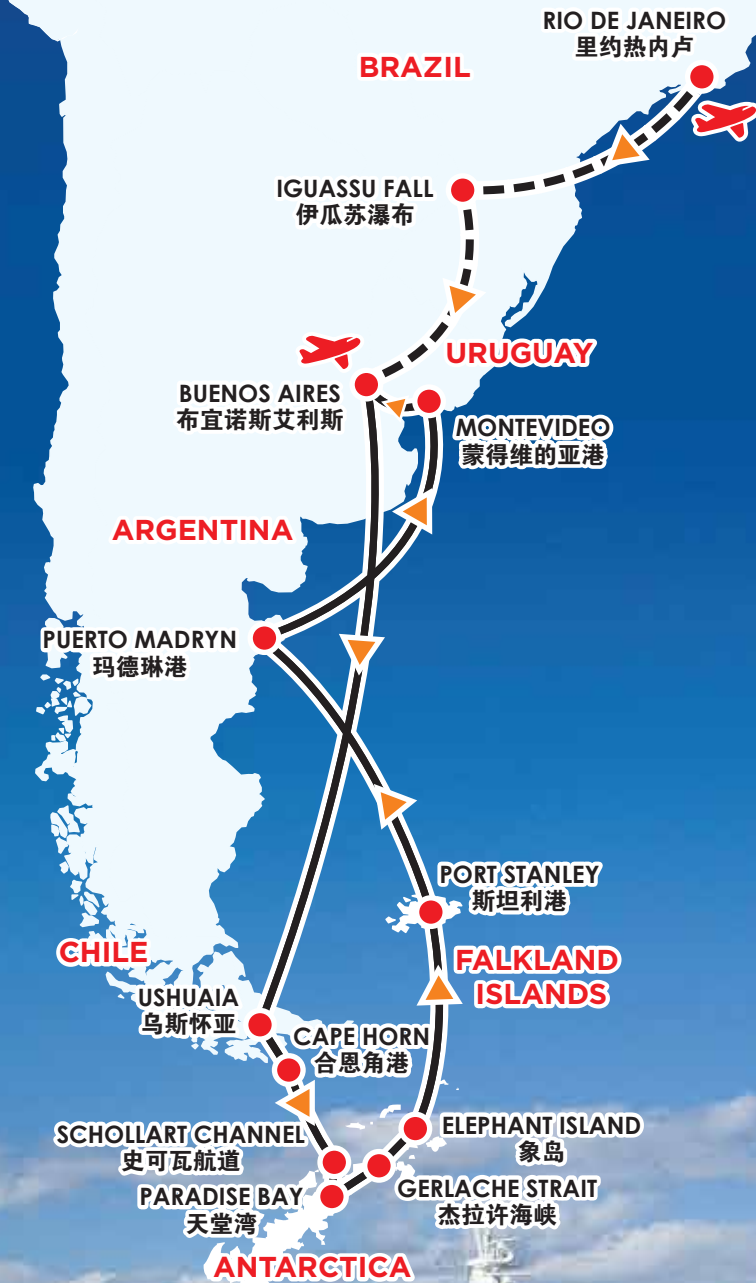 RIO DE JANEIRO
里约热内卢
BRAZIL
IGUASSU FALL
伊瓜苏瀑布
URUGUAY
BUENOS AIRES
布宜诺斯艾利斯
MONTEVIDEO
蒙得维的亚港
ARGENTINA
PUERTO MADRYN
玛德琳港
PORT STANLEY
斯坦利港
CHILE
FALKLAND
ISLANDS
USHUAIA
乌斯怀亚
CAPE HORN
合恩角港
SCHOLLART CHANNEL
史可瓦航道
ELEPHANT ISLAND
象岛
PARADISE BAY
天堂湾
GERLACHE STRAIT
杰拉许海峡
ANTARCTICA